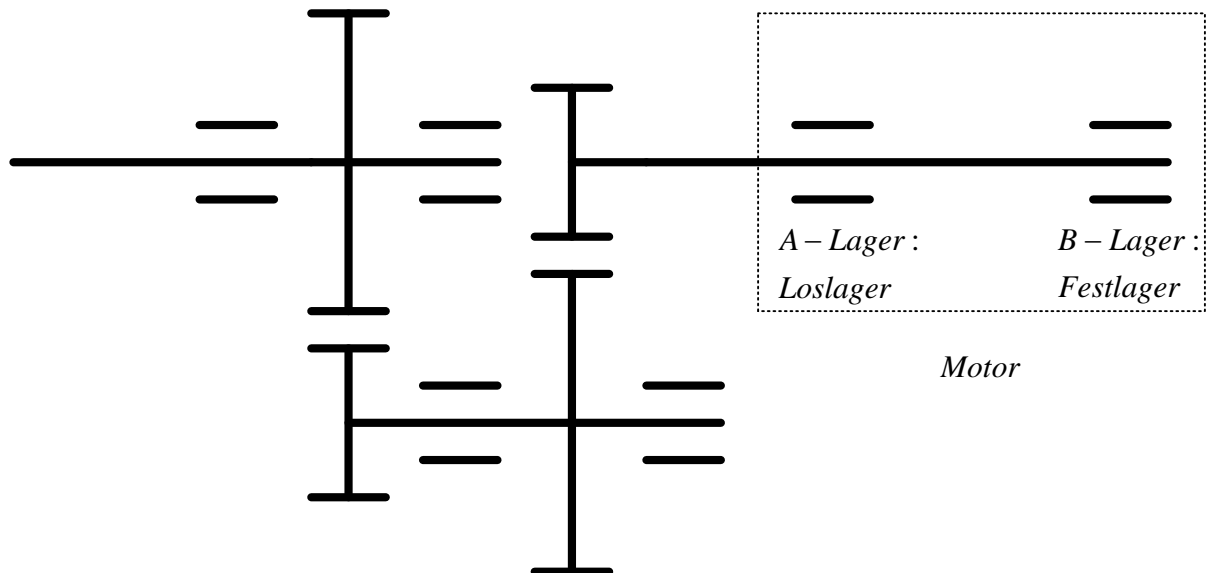 A – Lager :
Loslager
B – Lager :
Festlager
Motor